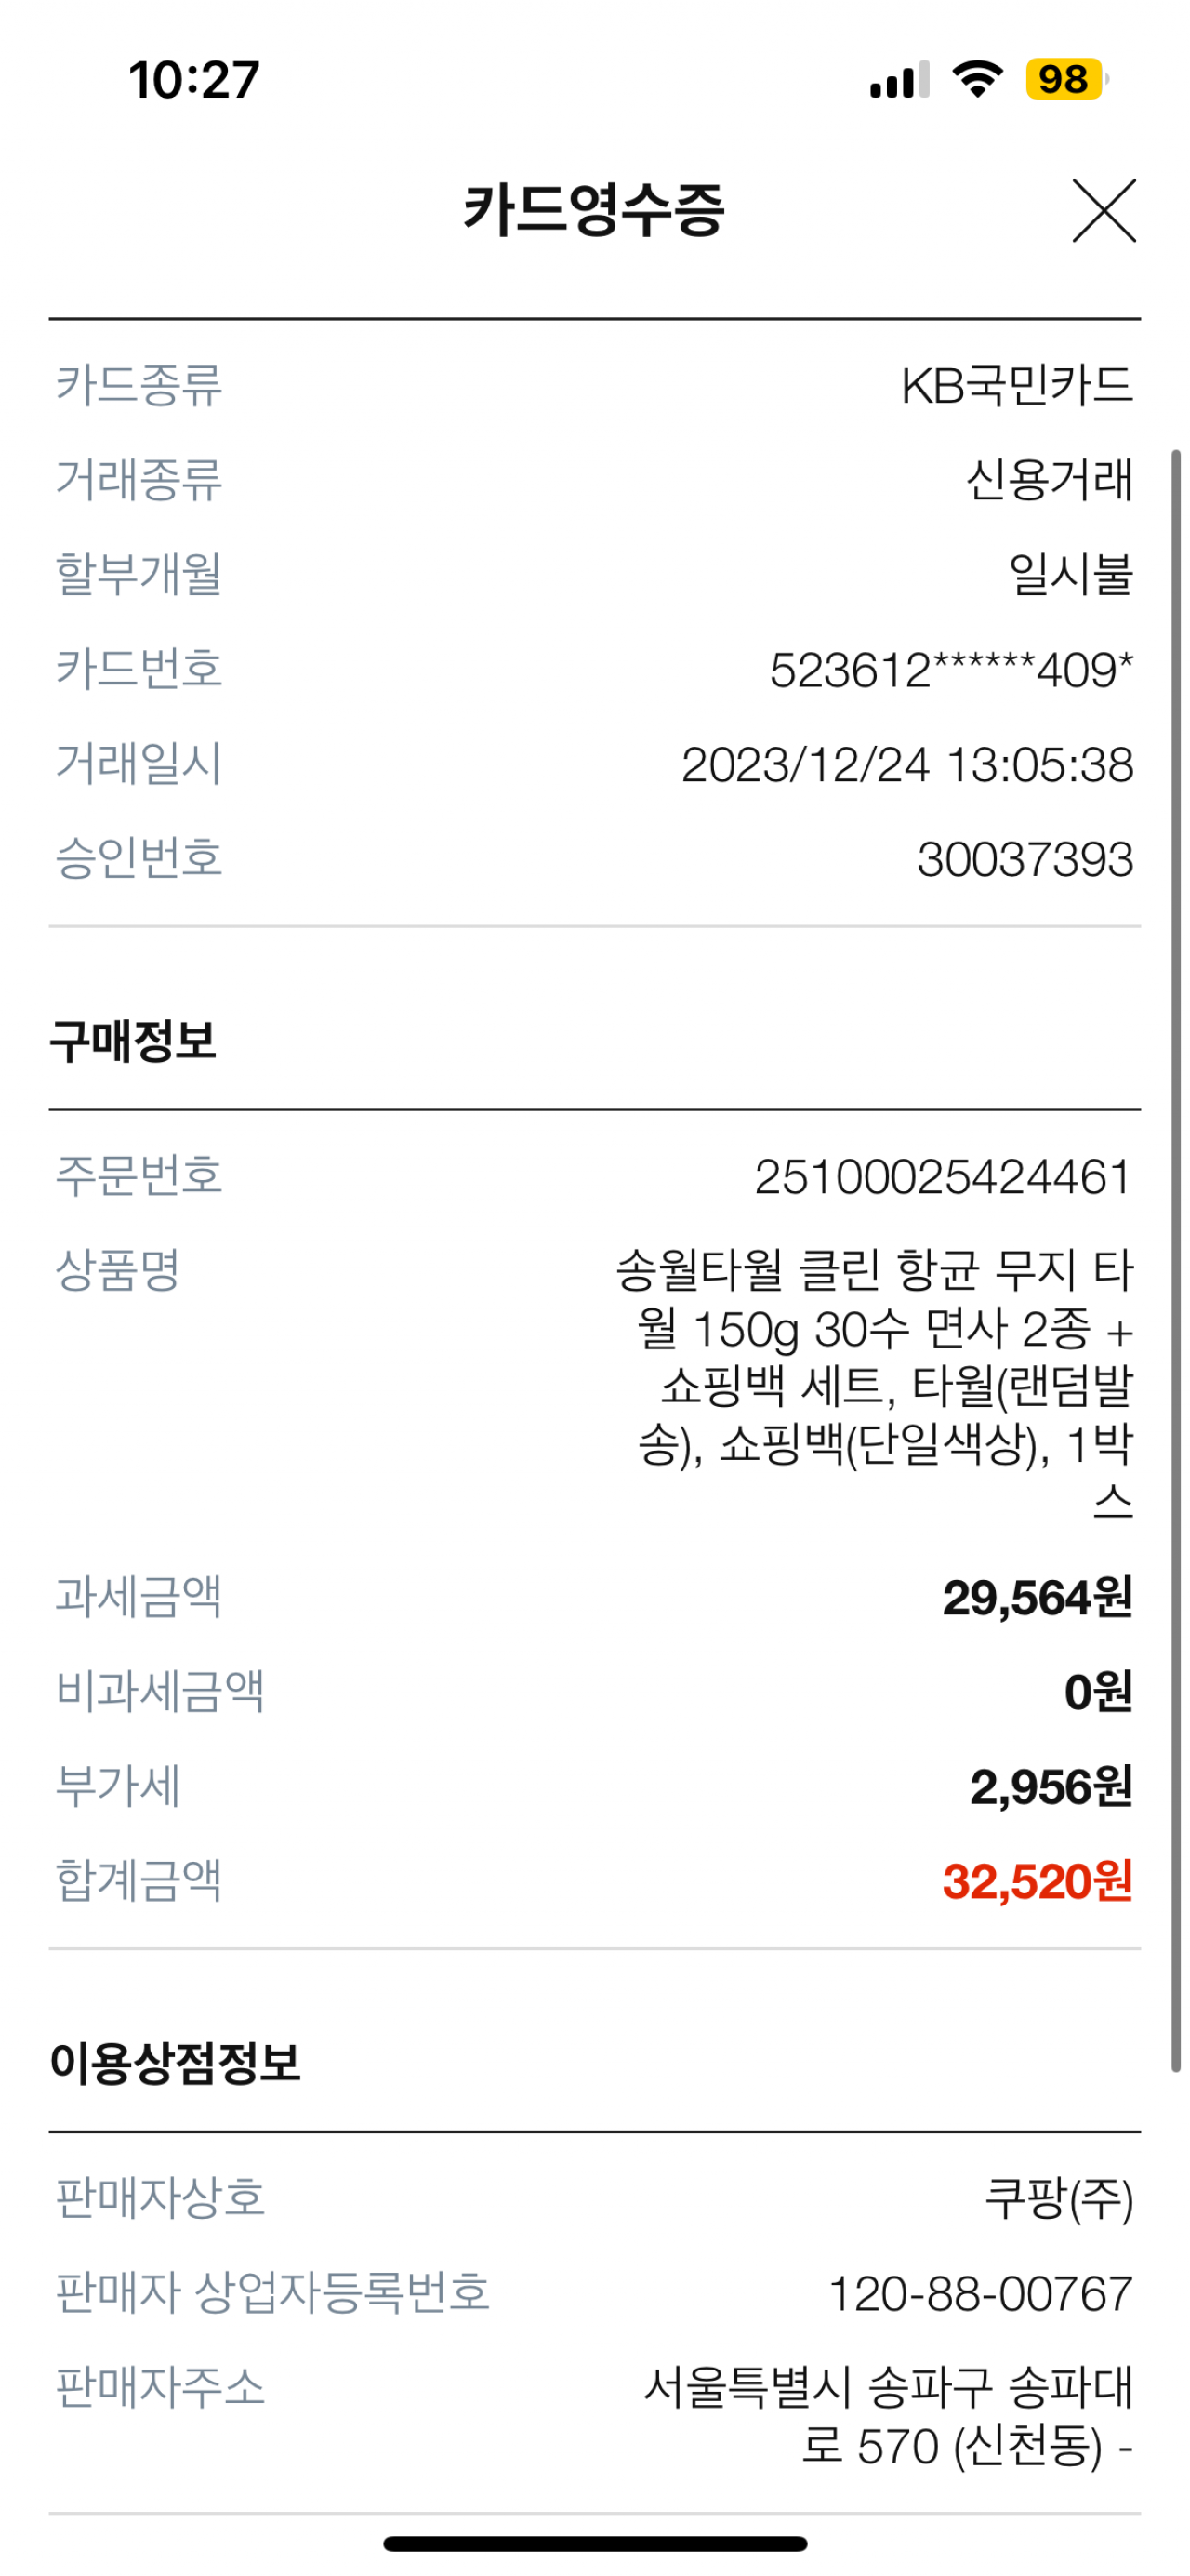 10:27
98
카드영수증
카드종류 KB국민카드
거래종류 신용거래
할부개월 일시불
카드번호 523612******409*
거래일시 2023/12/24 13:05:38
승인번호 30037393
구매정보
주문번호 25100025424461
상품명 송월타월 클린 항균 무지 타
월 150g 30수 면사 2종 +
쇼핑백 세트, 타월(랜덤발
송), 쇼핑백(단일색상), 1박
스
과세금액 29,564원
비과세금액 0원
부가세 2,956원
합계금액 32,520원
이용상점정보
판매자상호 쿠팡(주)
판매자 상업자등록번호 120-88-00767
판매자주소 서울특별시 송파구 송파대
로 570 (신천동) -